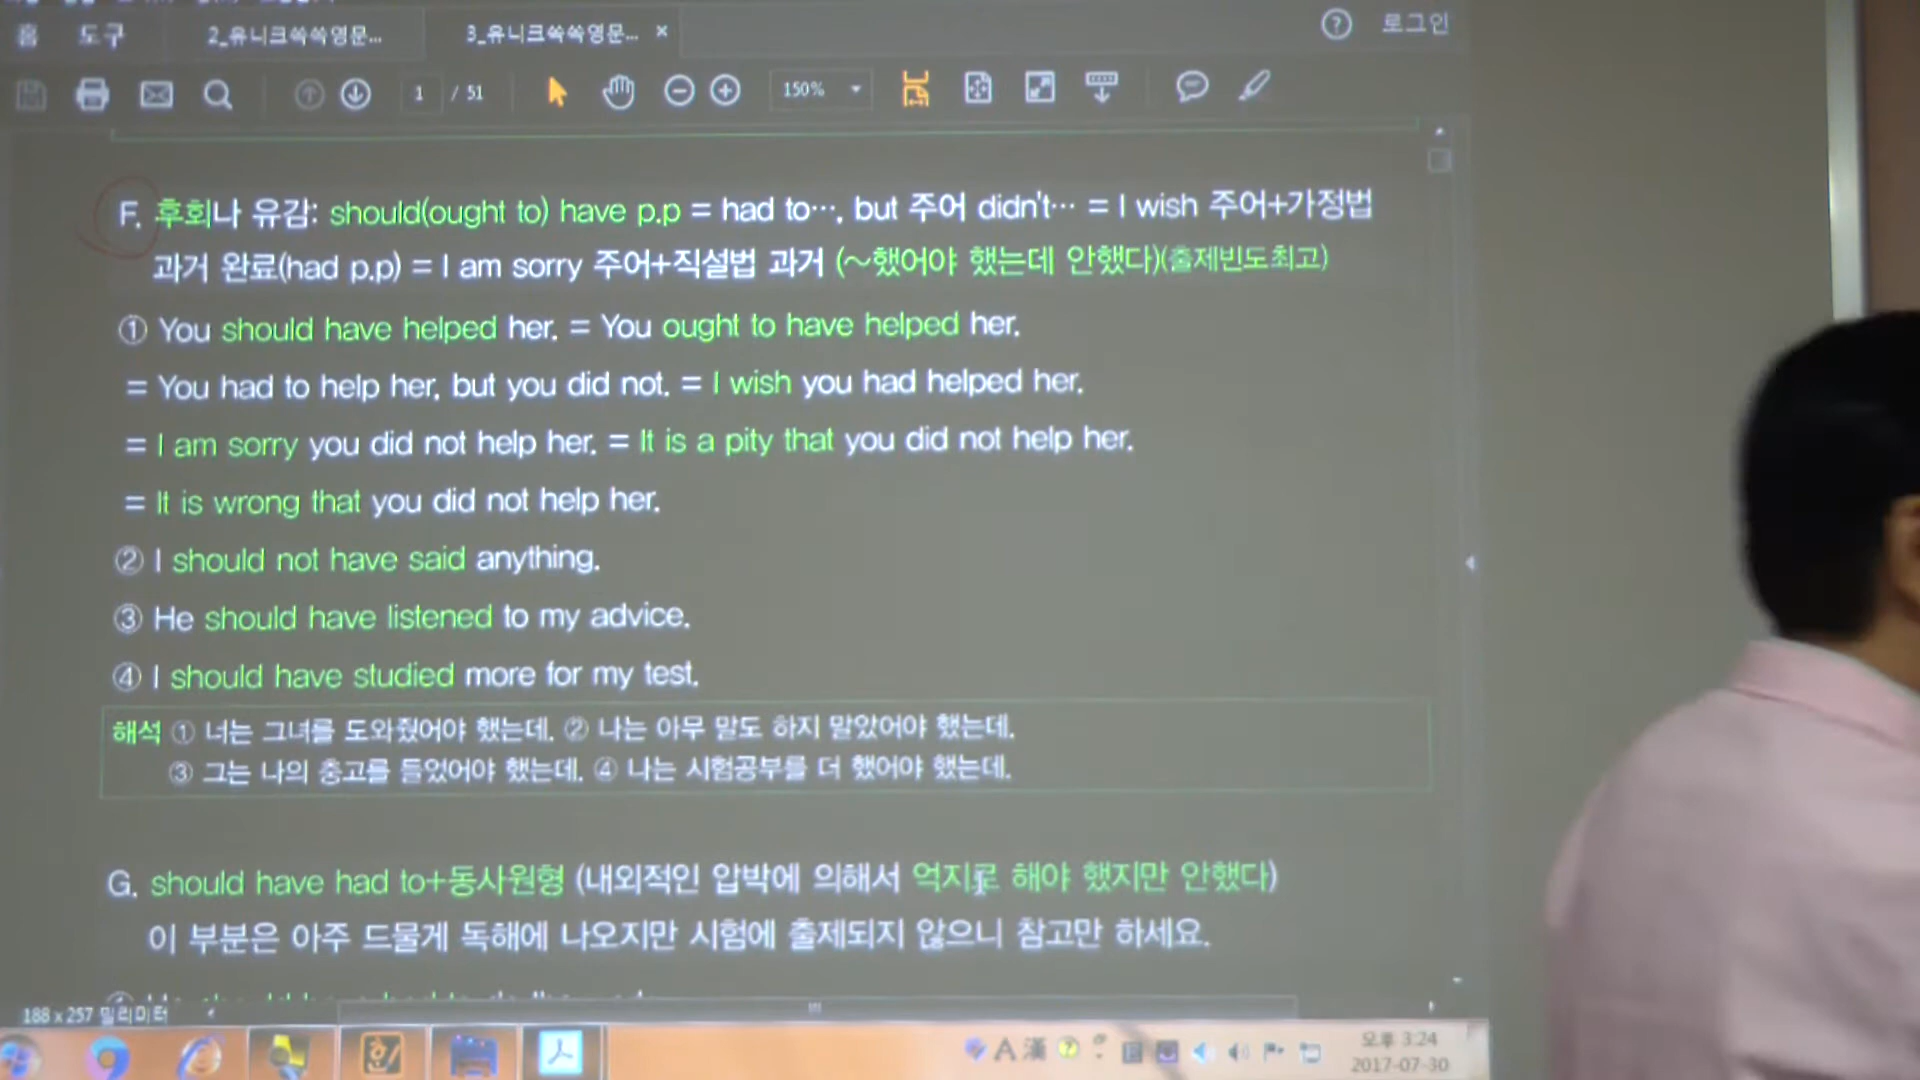 홈 도구 2_유니크쏙쏙영문... 3_유니크쏙쏙영문... × ? 로그인
1 / 51 150%
F. 후회나 유감: should(ought to) have p.p = had to…, but 주어 didn't… = I wish 주어+가정법
과거 완료(had p.p) = I am sorry 주어+직설법 과거 (~했어야 했는데 안했다)(출제빈도최고)
① You should have helped her. = You ought to have helped her.
= You had to help her, but you did not. = I wish you had helped her.
= I am sorry you did not help her. = It is a pity that you did not help her.
= It is wrong that you did not help her.
② I should not have said anything.
③ He should have listened to my advice.
④ I should have studied more for my test.
해석 ① 너는 그녀를 도와줬어야 했는데. ② 나는 아무 말도 하지 말았어야 했는데.
③ 그는 나의 충고를 들었어야 했는데. ④ 나는 시험공부를 더 했어야 했는데.
G. should have had to+동사원형 (내외적인 압박에 의해서 억지로 해야 했지만 안했다)
이 부분은 아주 드물게 독해에 나오지만 시험에 출제되지 않으니 참고만 하세요.
188 x 257 밀리미터
한/ A 漢 ? 오후 3:24
2017-07-30